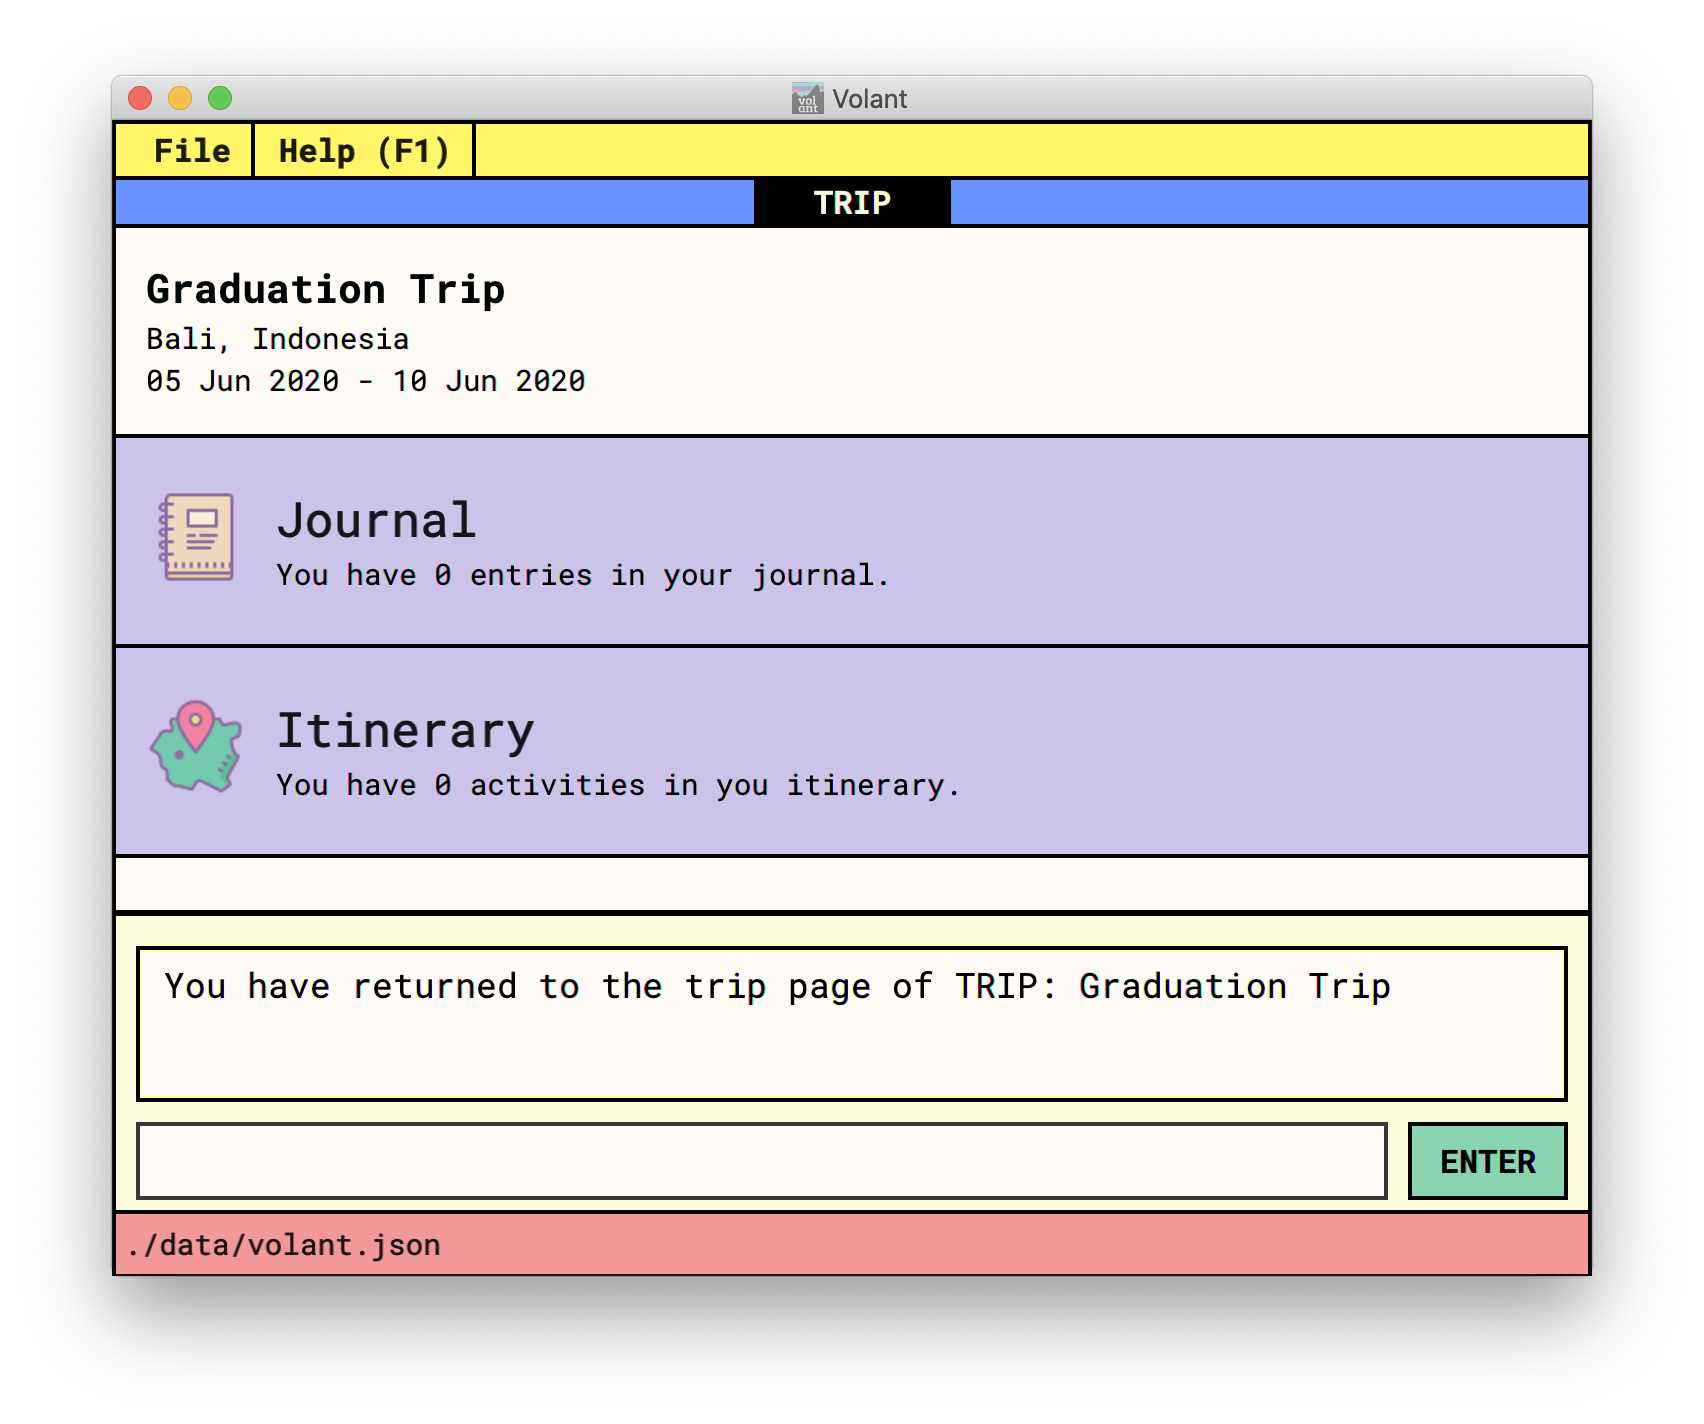 vol
ant
Volant
File
Help (F1)
TRIP
Graduation Trip
Bali, Indonesia
05 Jun 2020 - 10 Jun 2020
Journal
You have 0 entries in your journal.
Itinerary
You have 0 activities in you itinerary.
You have returned to the trip page of TRIP: Graduation Trip
ENTER
./data/volant.json